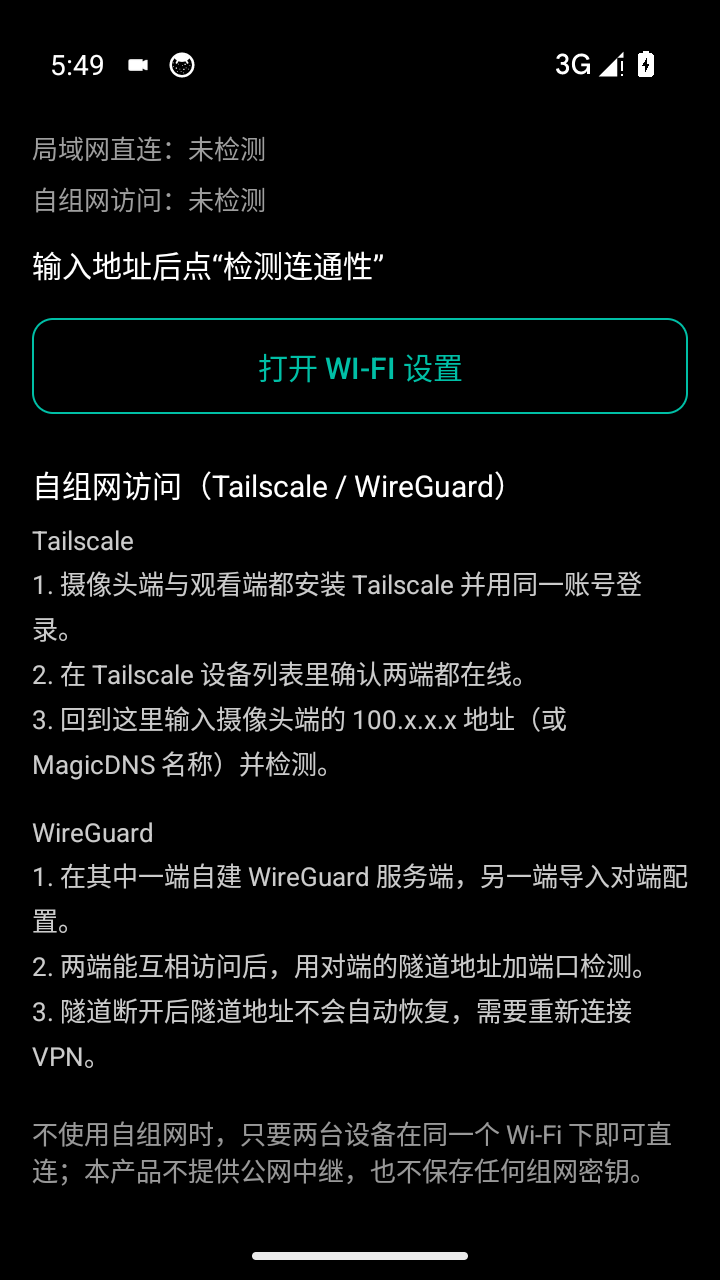 5:49
3G
局域网直连：未检测
自组网访问：未检测
输入地址后点“检测连通性”
打开 WI-FI 设置
自组网访问（Tailscale / WireGuard）
Tailscale
1. 摄像头端与观看端都安装 Tailscale 并用同一账号登
录。
2. 在 Tailscale 设备列表里确认两端都在线。
3. 回到这里输入摄像头端的 100.x.x.x 地址（或
MagicDNS 名称）并检测。
WireGuard
1. 在其中一端自建 WireGuard 服务端，另一端导入对端配
置。
2. 两端能互相访问后，用对端的隧道地址加端口检测。
3. 隧道断开后隧道地址不会自动恢复，需要重新连接
VPN。
不使用自组网时，只要两台设备在同一个 Wi-Fi 下即可直
连；本产品不提供公网中继，也不保存任何组网密钥。